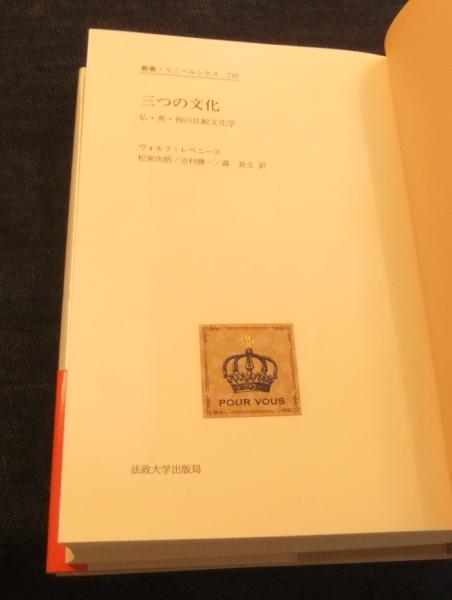 叢書・ウニベルシタス 710
三つの文化
仏・英・独の比較文化学
ヴォルフ・レペニース
松家次朗／吉村健一／森 良文 訳
POUR VOUS
法政大学出版局